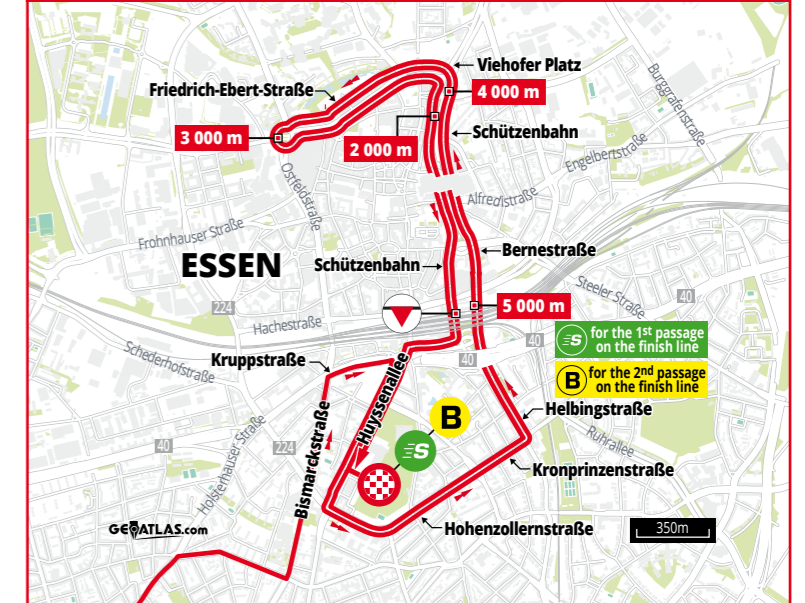 Viehofer Platz
Friedrich-Ebert-Straße
4 000 m
Burggrafenstraße
3 000 m
2 000 m
Schützenbahn
Engelbertstraße
Ostfeldstraße
Alfredistraße
Frohnhauser Straße
ESSEN
Schützenbahn
Bernestraße
Steeler Straße
224
5 000 m
40
Hachestraße
S
for the 1st passage
on the finish line
Schederhofstraße
Kruppstraße
40
40
B
for the 2nd passage
on the finish line
Huyssenallee
B
Helbingstraße
S
Ruhrallee
Holsterhauser Straße
40
224
Bismarckstraße
Kronprinzenstraße
GEOATLAS.com
Hohenzollernstraße
350m